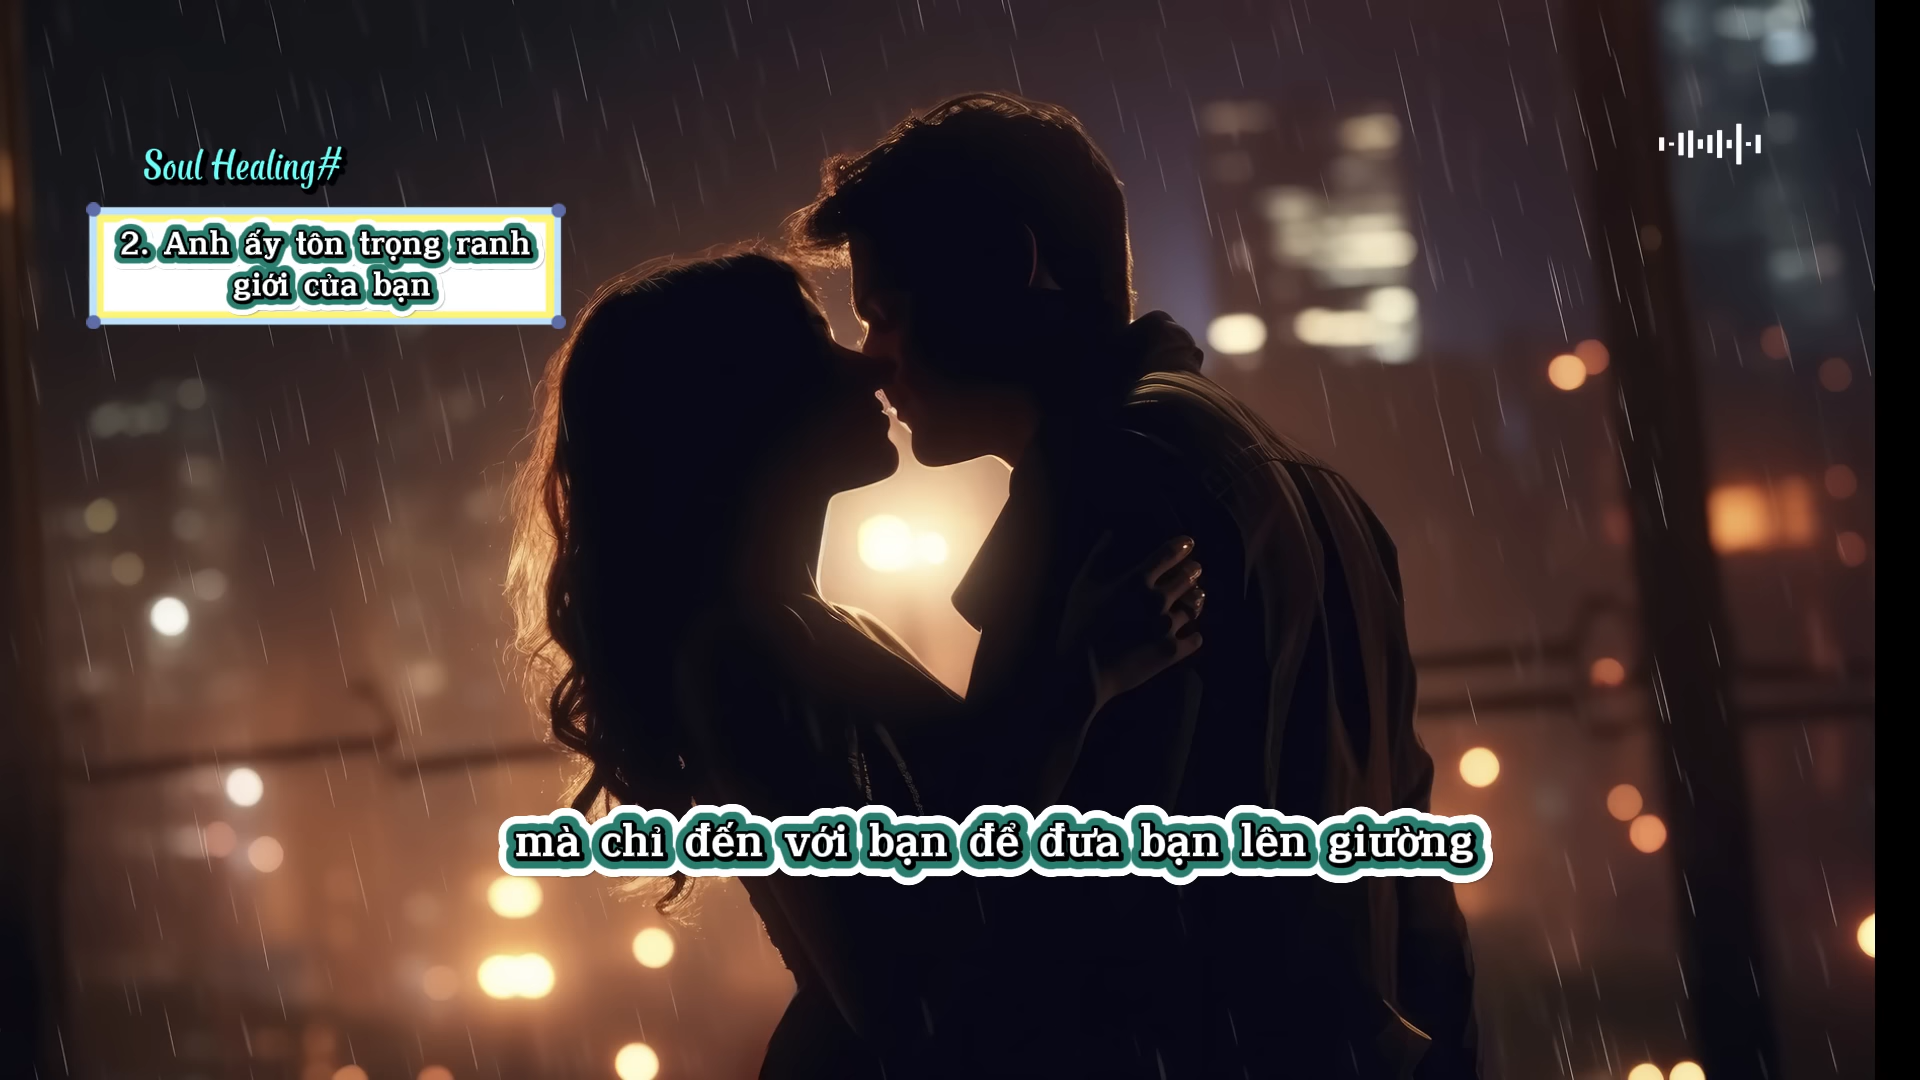 Soul Healing#
2. Anh ấy tôn trọng ranh
giới của bạn
mà chỉ đến với bạn để đưa bạn lên giường